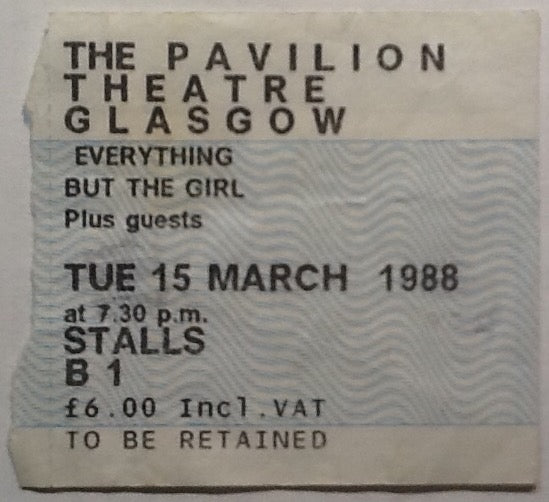 THE PAVILION
THEATRE
GLASGOW
EVERYTHING
BUT THE GIRL
Plus guests
TUE 15 MARCH 1988
at 7.30 p.m.
STALLS
B 1
£6.00 Incl.VAT
TO BE RETAINED